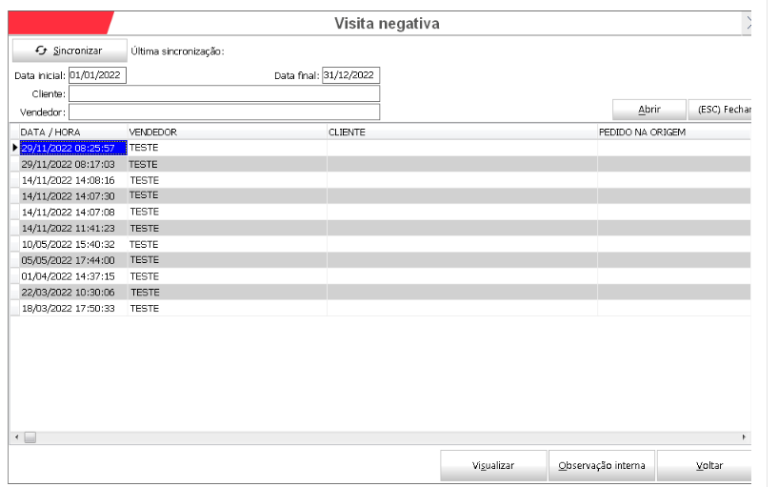 Visita negativa
Sincronizar Última sincronização:
Data inicial: 01/01/2022 Data final: 31/12/2022
Cliente:
Vendedor:
Abrir (ESC) Fechar
DATA / HORA VENDEDOR CLIENTE PEDIDO NA ORIGEM
29/11/2022 08:25:57 TESTE
29/11/2022 08:17:03 TESTE
14/11/2022 14:08:16 TESTE
14/11/2022 14:07:30 TESTE
14/11/2022 14:07:08 TESTE
14/11/2022 11:41:23 TESTE
10/05/2022 15:40:32 TESTE
05/05/2022 17:44:00 TESTE
01/04/2022 14:37:15 TESTE
22/03/2022 10:30:06 TESTE
18/03/2022 17:50:33 TESTE
Visualizar Observação interna Voltar